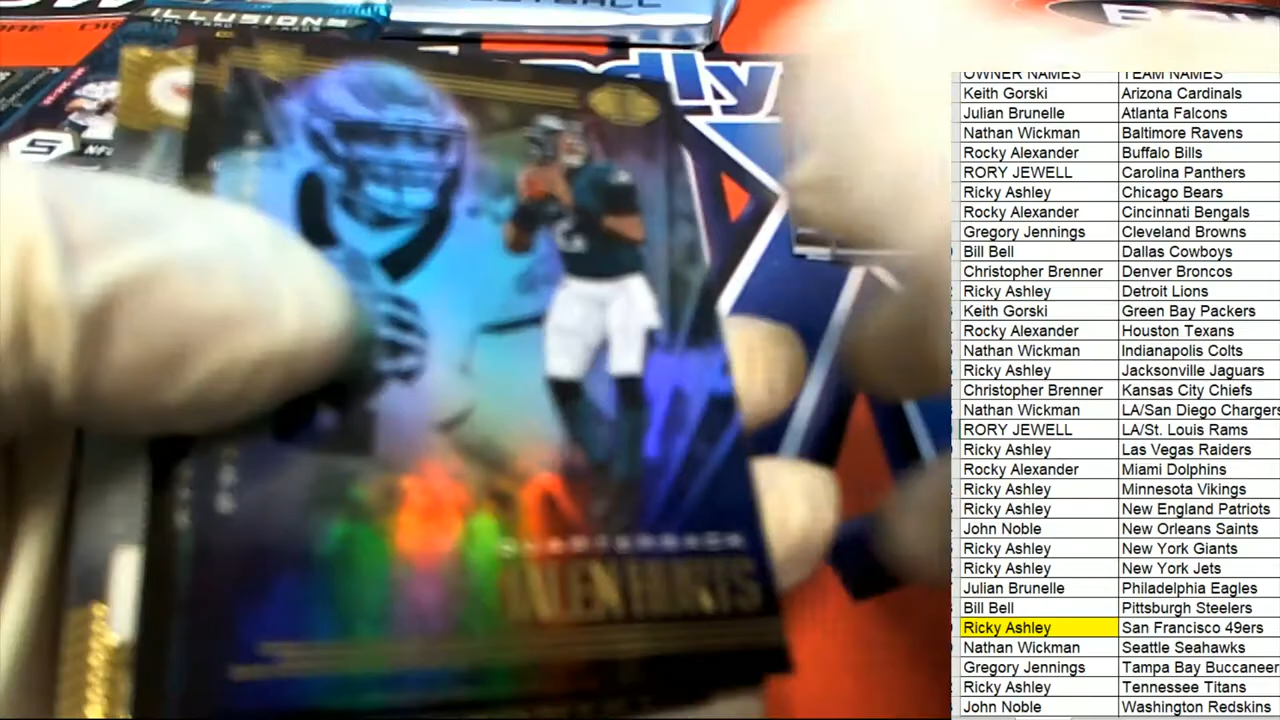 ILLUSIONS
dly
S
NFL
QUARTERBACK
JALEN HURTS
OWNER NAMES TEAM NAMES
Keith Gorski Arizona Cardinals
Julian Brunelle Atlanta Falcons
Nathan Wickman Baltimore Ravens
Rocky Alexander Buffalo Bills
RORY JEWELL Carolina Panthers
Ricky Ashley Chicago Bears
Rocky Alexander Cincinnati Bengals
Gregory Jennings Cleveland Browns
Bill Bell Dallas Cowboys
Christopher Brenner Denver Broncos
Ricky Ashley Detroit Lions
Keith Gorski Green Bay Packers
Rocky Alexander Houston Texans
Nathan Wickman Indianapolis Colts
Ricky Ashley Jacksonville Jaguars
Christopher Brenner Kansas City Chiefs
Nathan Wickman LA/San Diego Chargers
RORY JEWELL LA/St. Louis Rams
Ricky Ashley Las Vegas Raiders
Rocky Alexander Miami Dolphins
Ricky Ashley Minnesota Vikings
Ricky Ashley New England Patriots
John Noble New Orleans Saints
Ricky Ashley New York Giants
Ricky Ashley New York Jets
Julian Brunelle Philadelphia Eagles
Bill Bell Pittsburgh Steelers
Ricky Ashley San Francisco 49ers
Nathan Wickman Seattle Seahawks
Gregory Jennings Tampa Bay Buccaneer
Ricky Ashley Tennessee Titans
John Noble Washington Redskins